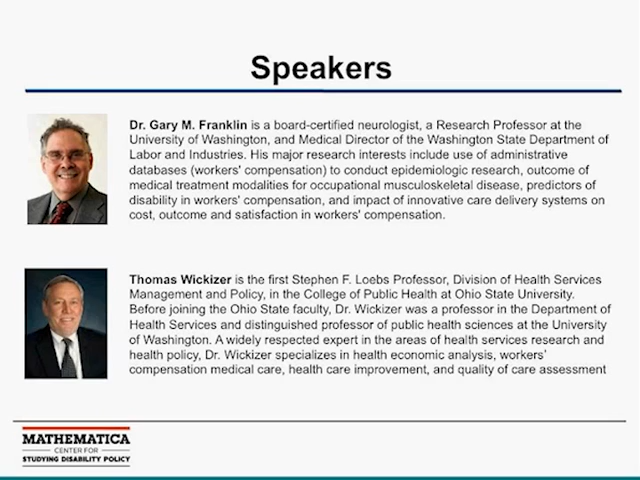 Speakers
Dr. Gary M. Franklin is a board-certified neurologist, a Research Professor at the
University of Washington, and Medical Director of the Washington State Department of
Labor and Industries. His major research interests include use of administrative
databases (workers' compensation) to conduct epidemiologic research, outcome of
medical treatment modalities for occupational musculoskeletal disease, predictors of
disability in workers' compensation, and impact of innovative care delivery systems on
cost, outcome and satisfaction in workers' compensation.
Thomas Wickizer is the first Stephen F. Loebs Professor, Division of Health Services
Management and Policy, in the College of Public Health at Ohio State University.
Before joining the Ohio State faculty, Dr. Wickizer was a professor in the Department of
Health Services and distinguished professor of public health sciences at the University
of Washington. A widely respected expert in the areas of health services research and
health policy, Dr. Wickizer specializes in health economic analysis, workers'
compensation medical care, health care improvement, and quality of care assessment
MATHEMATICA
CENTER FOR
STUDYING DISABILITY POLICY